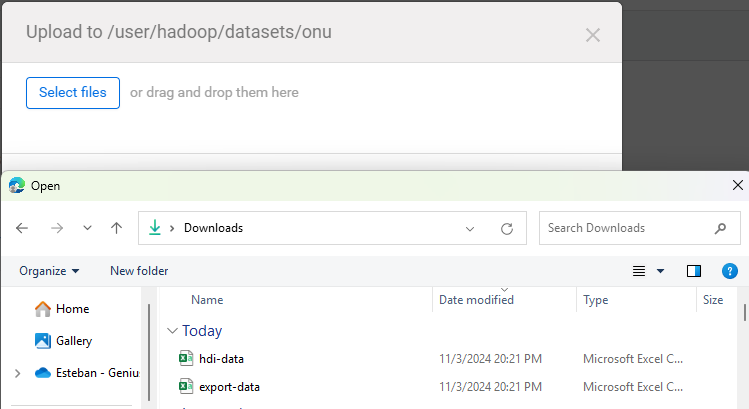 Upload to /user/hadoop/datasets/onu
Select files or drag and drop them here
Open
Downloads Search Downloads
Organize New folder
Name Date modified Type Size
Home
Today
Gallery hdi-data 11/3/2024 20:21 PM Microsoft Excel C...
Esteban - Geniu export-data 11/3/2024 20:21 PM Microsoft Excel C...